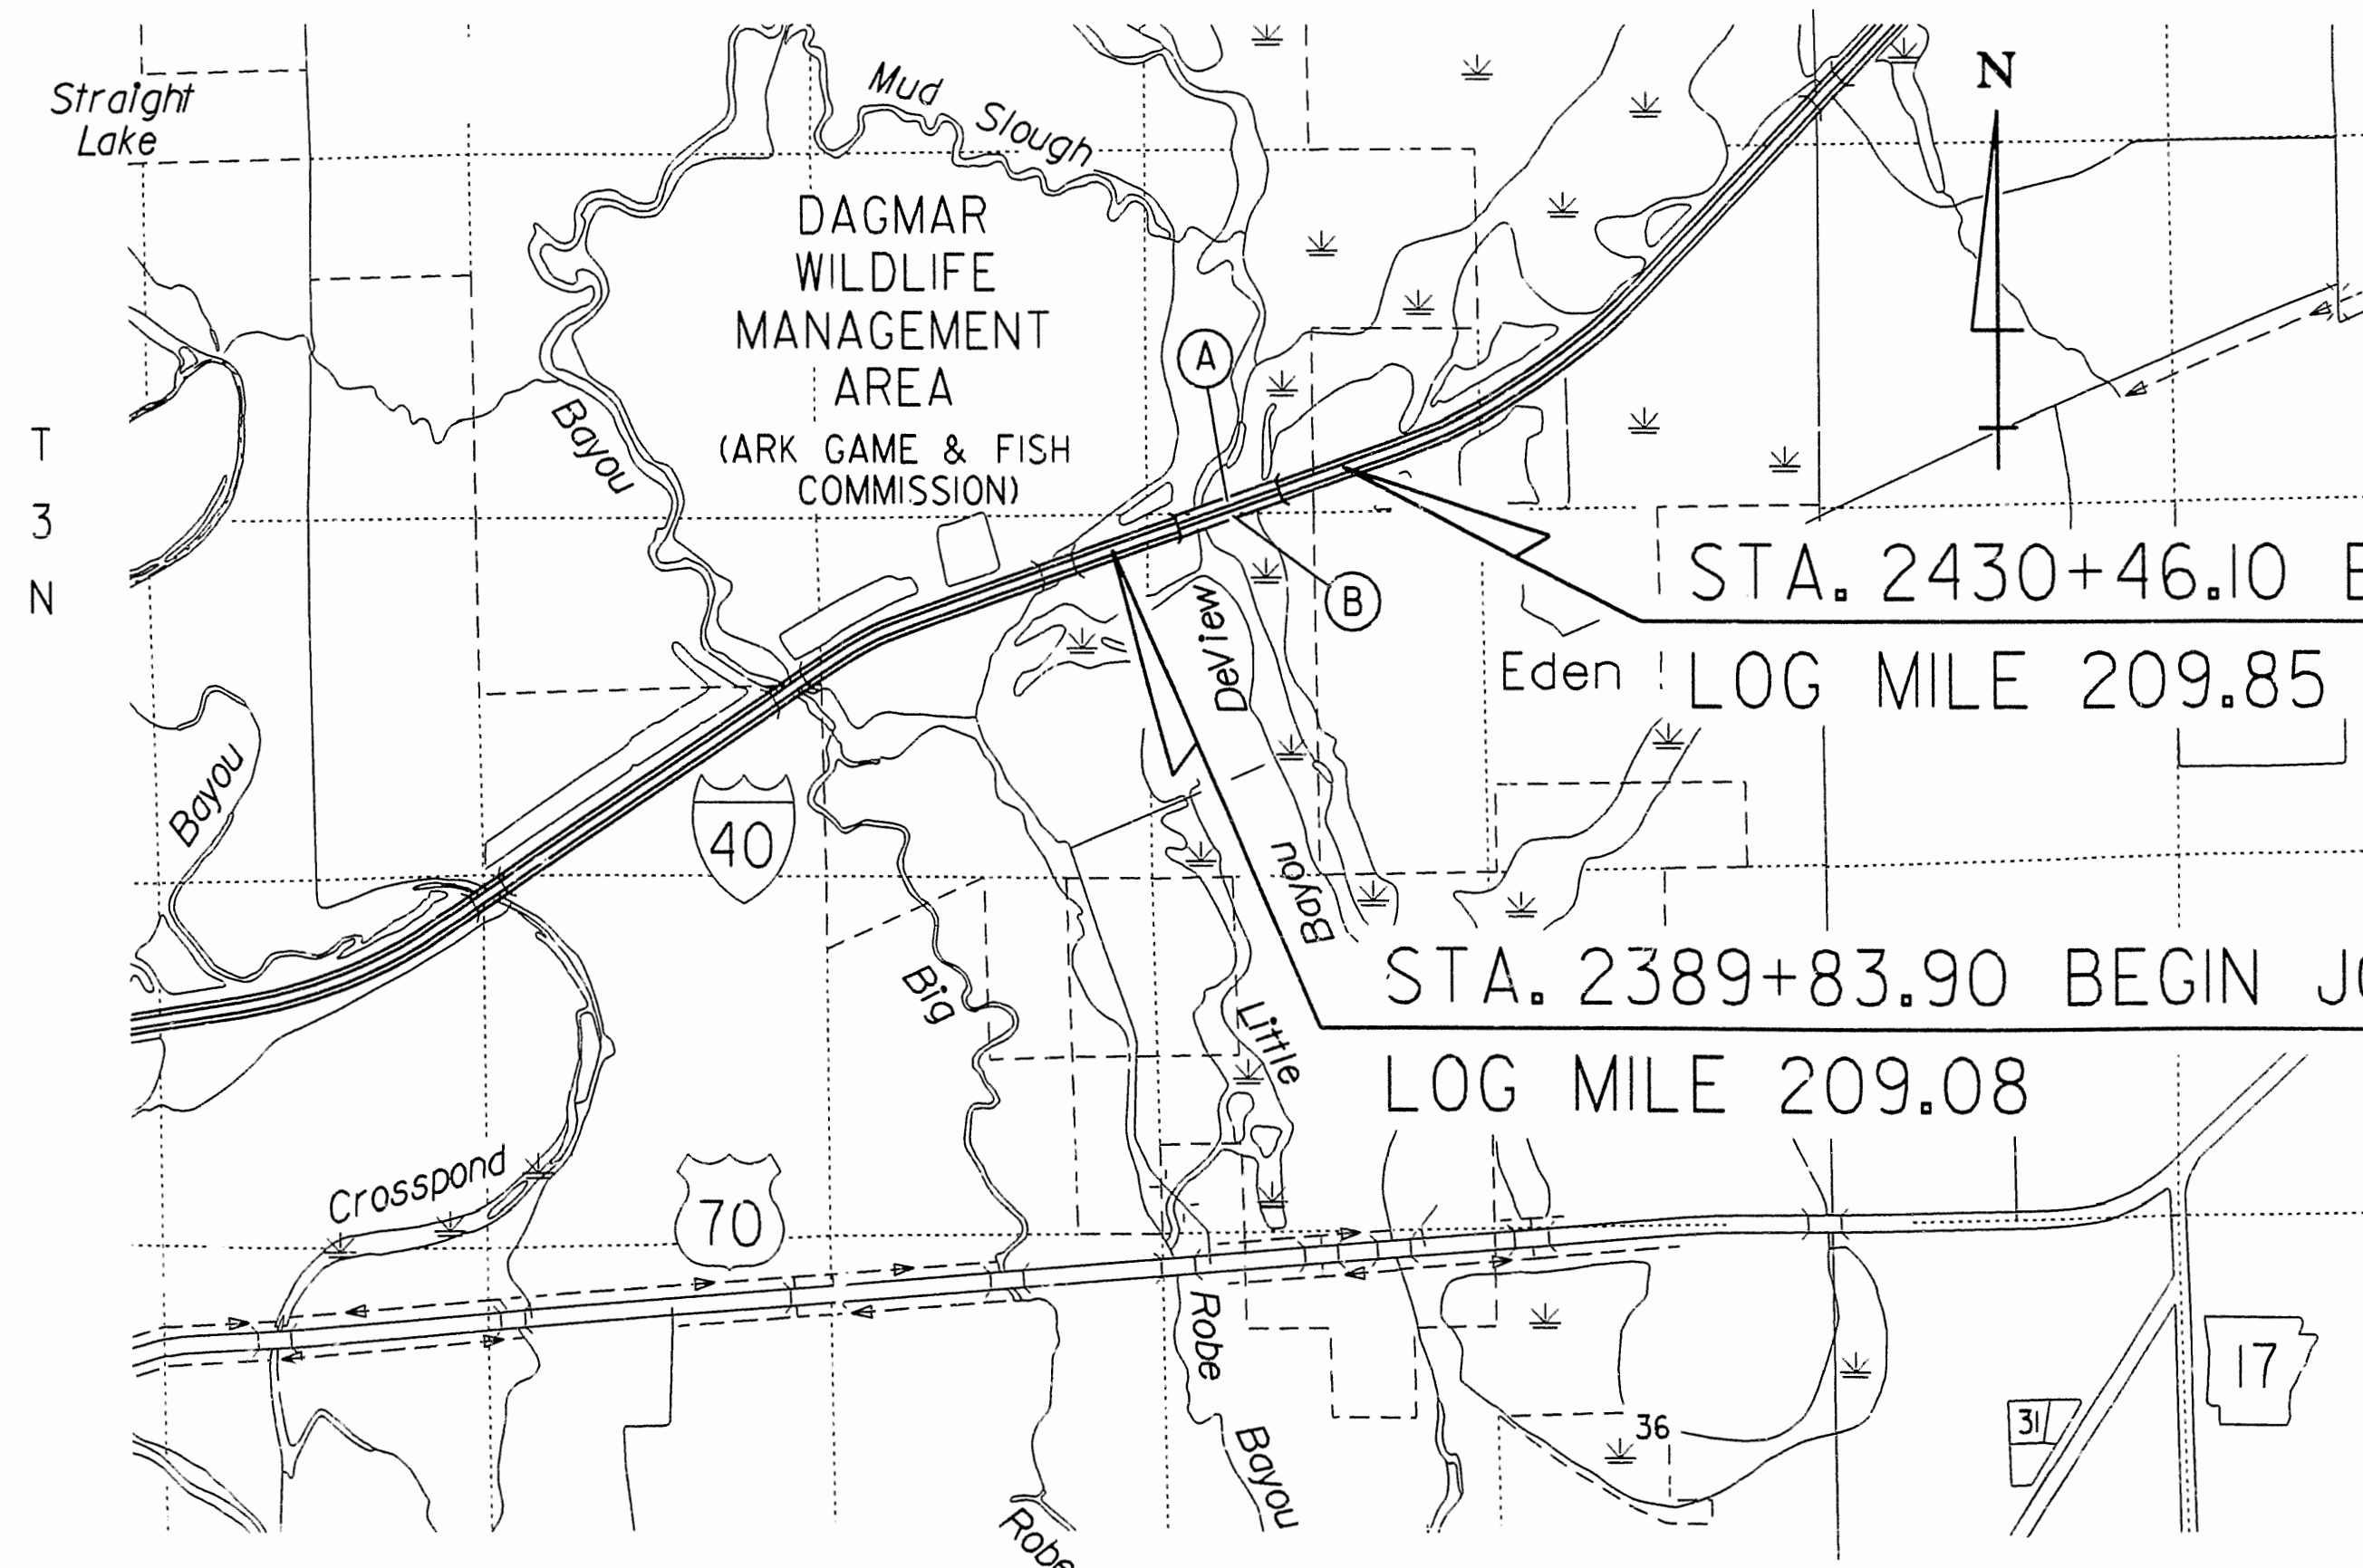 Straight
Lake
Mud Slough
N
DAGMAR
WILDLIFE
MANAGEMENT
AREA
(ARK GAME & FISH
COMMISSION)
A
Bayou
T
3
N
STA. 2430+46.10
B
DeView
Eden
LOG MILE 209.85
Bayou
40
Bayou
Big
STA. 2389+83.90 BEGIN
Little
LOG MILE 209.08
Crosspond
70
Robe
17
36
31
Bayou
Robe